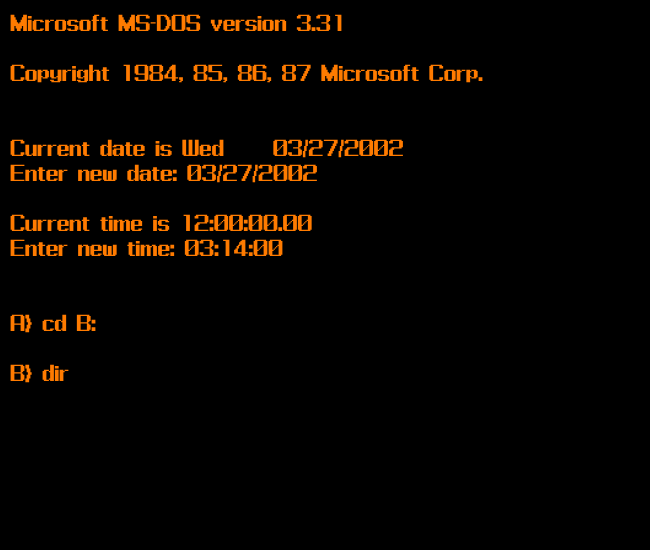 Microsoft MS-DOS version 3.31
Copyright 1984, 85, 86, 87 Microsoft Corp.
Current date is Wed 03/27/2002
Enter new date: 03/27/2002
Current time is 12:00:00.00
Enter new time: 03:14:00
A} cd B:
B} dir